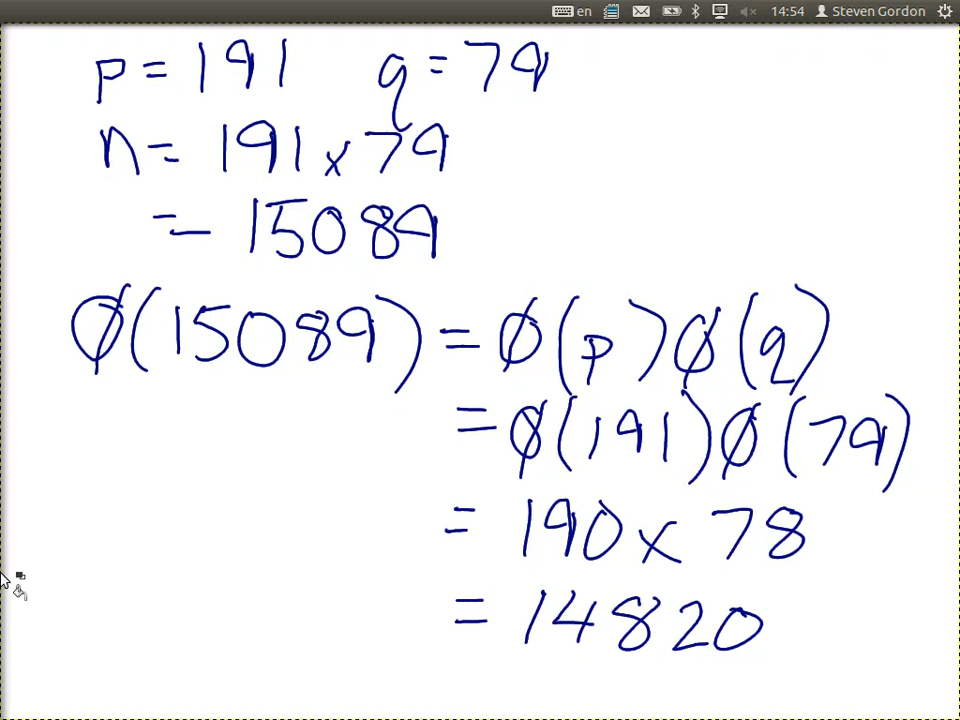 en 14:54 Steven Gordon
p = 191 q = 79
n = 191 x 79
= 15089
∅(15089) = ∅(p)∅(q)
= ∅(191)∅(79)
= 190 x 78
= 14820